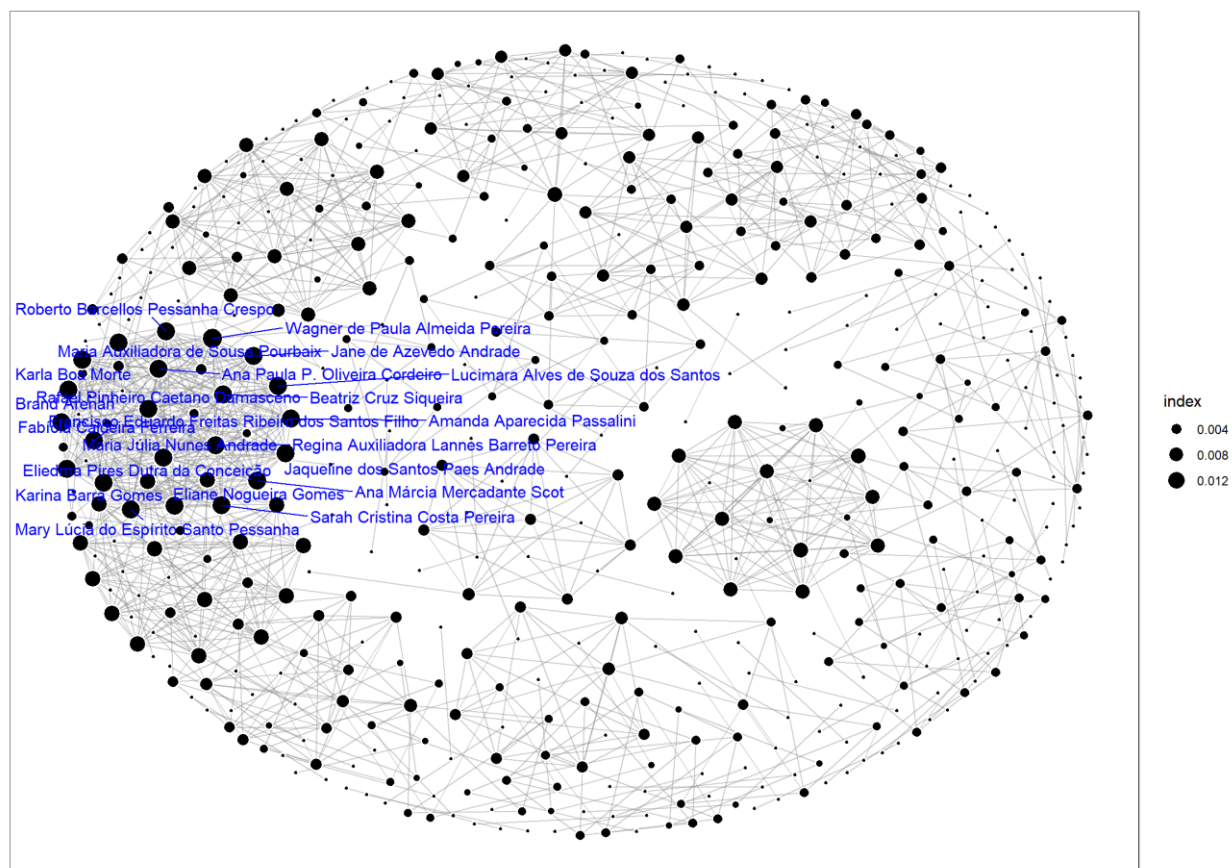 Roberto Barcellos Pessanha Crespo
Wagner de Paula Almeida Pereira
Maria Auxiliadora de Sousa Pourbaix
Jane de Azevedo Andrade
Karla Boa Morte
Ana Paula P. Oliveira Cordeiro
Lucimara Alves de Souza dos Santos
Rafael Pinheiro Caetano Damasceno
Beatriz Cruz Siqueira
Brand Arenari
Francisco Eduardo Freitas Ribeiro dos Santos Filho
Amanda Aparecida Passalini
Fabíola Caldeira Ferreira
Maria Júlia Nunes Andrade
Regina Auxiliadora Lannes Barreto Pereira
Eliedma Pires Dutra da Conceição
Jaqueline dos Santos Paes Andrade
Karina Barra Gomes
Eliane Nogueira Gomes
Ana Márcia Mercadante Scot
Sarah Cristina Costa Pereira
Mary Lúcia do Espírito Santo Pessanha
index
0.004
0.008
0.012